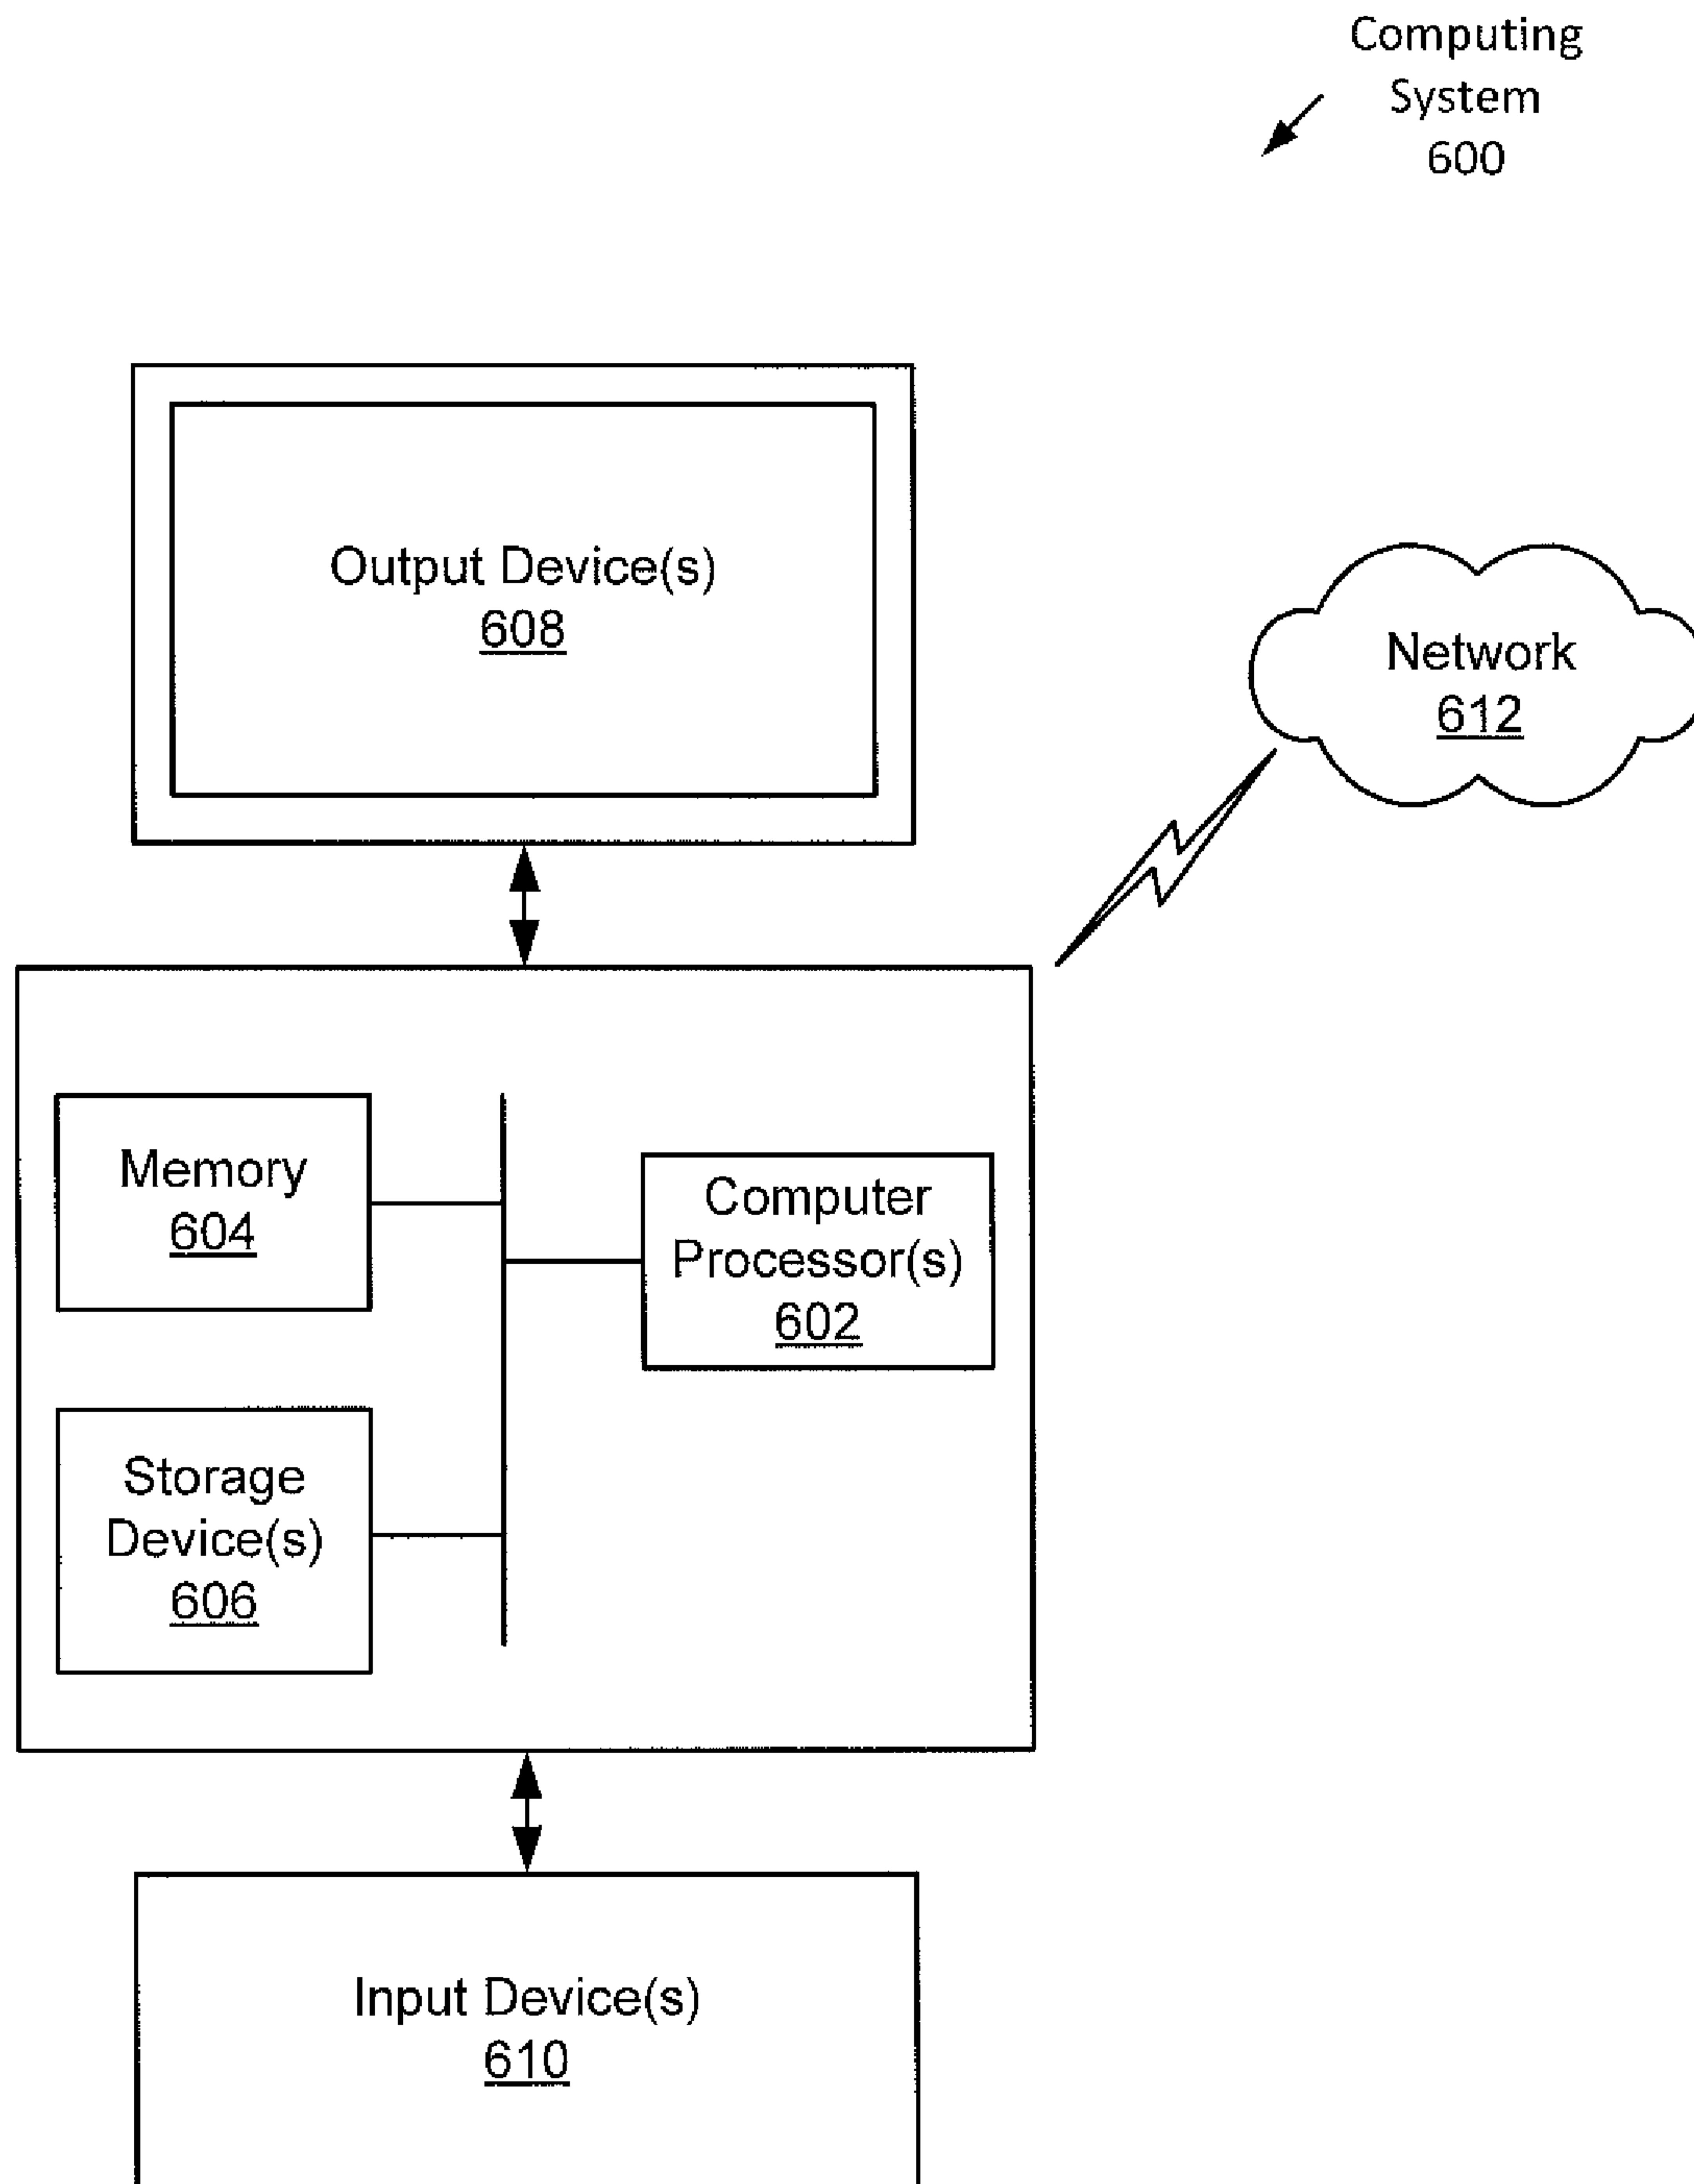 Computing
System
600
Output Device(s)
608
Network
612
Memory
604
Computer
Processor(s)
602
Storage
Device(s)
606
Input Device(s)
610